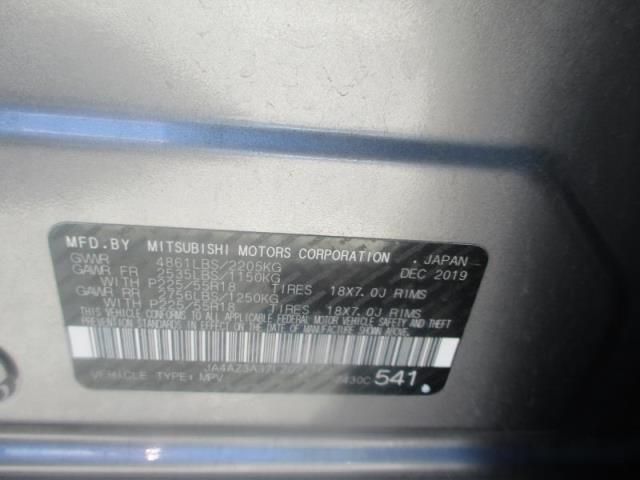 MFD.BY MITSUBISHI MOTORS CORPORATION . JAPAN
GVWR 4861LBS/2205KG DEC 2019
GAWR FR 2535LBS/1150KG
WITH P225/55R18 TIRES 18X7.0J RIMS
GAWR RR 2756LBS/1250KG
WITH P225/55R18 TIRES 18X7.0J RIMS
THIS VEHICLE CONFORMS TO ALL APPLICABLE FEDERAL MOTOR VEHICLE SAFETY AND THEFT
PREVENTION STANDARDS IN EFFECT ON THE DATE OF MANUFACTURE SHOWN ABOVE.
VEHICLE TYPE: MPV 541